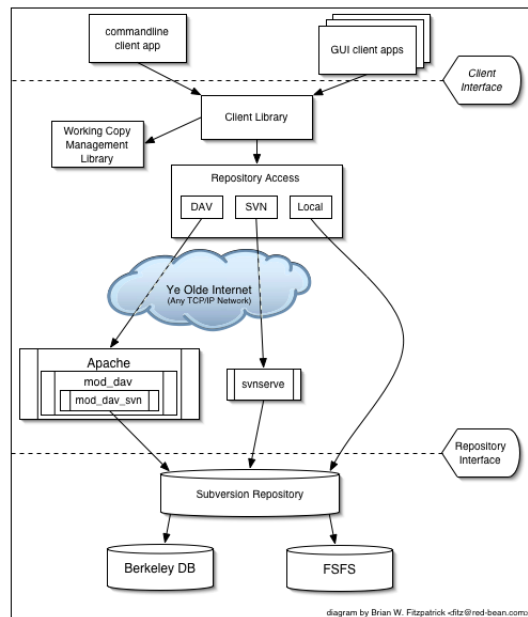 commandline
client app
GUI client apps
Client
Interface
Client Library
Working Copy
Management
Library
Repository Access
DAV
SVN
Local
Ye Olde Internet
(Any TCP/IP Network)
Apache
mod_dav
mod_dav_svn
svnserve
Repository
Interface
Subversion Repository
Berkeley DB
FSFS
diagram by Brian W. Fitzpatrick <fitz@red-bean.com>